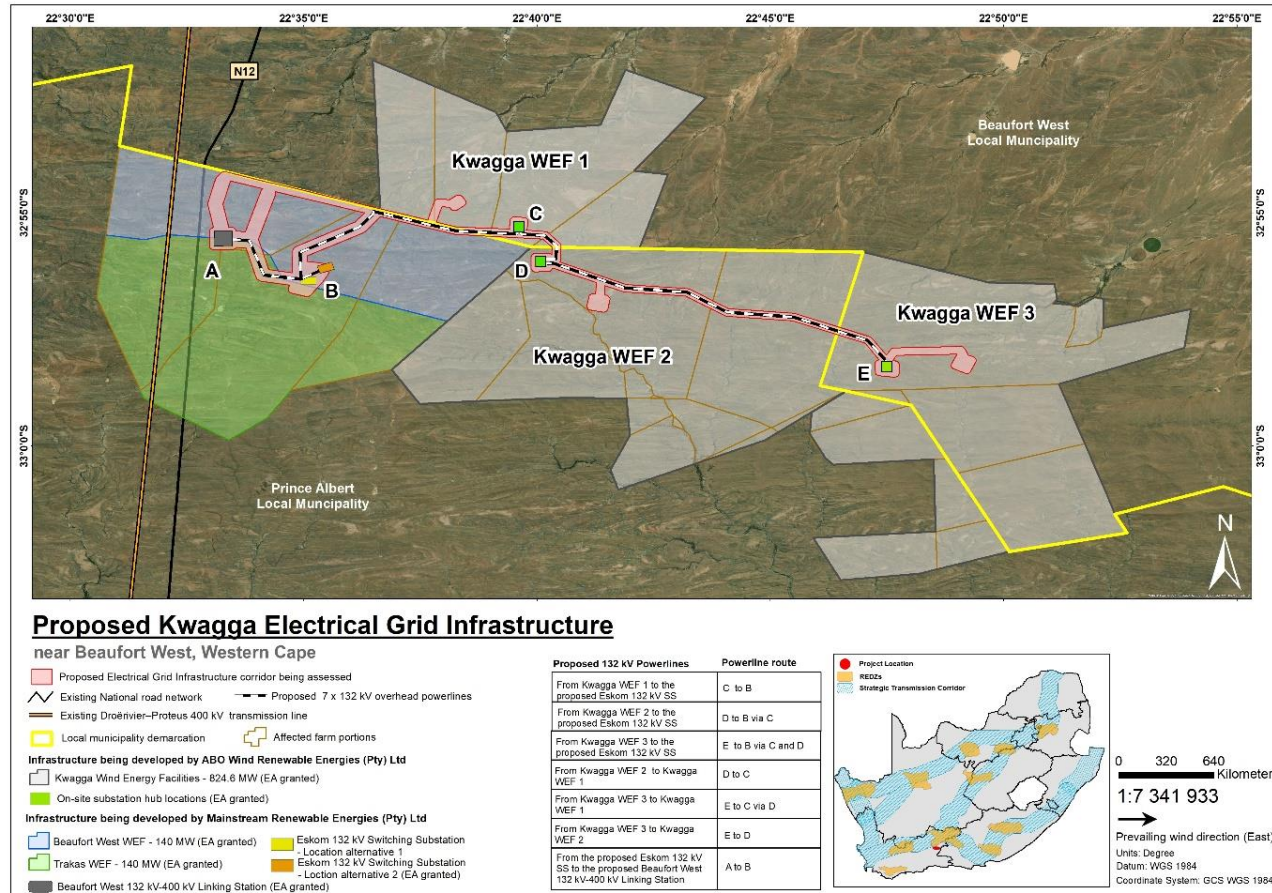 22°30'0"E
22°35'0"E
22°40'0"E
22°45'0"E
22°50'0"E
22°55'0"E
N12
Beaufort West
Local Muncipality
Kwagga WEF 1
32°55'0"S
32°55'0"S
C
A
B
D
Kwagga WEF 3
Kwagga WEF 2
E
33°0'0"S
33°0'0"S
Prince Albert
Local Muncipality
N
Proposed Kwagga Electrical Grid Infrastructure
near Beaufort West, Western Cape
Proposed Electrical Grid Infrastructure corridor being assessed
Existing National road network
Proposed 7 x 132 kV overhead powerlines
Existing Droërivier–Proteus 400 kV transmission line
Local municipality demarcation
Affected farm portions
Infrastructure being developed by ABO Wind Renewable Energies (Pty) Ltd
Kwagga Wind Energy Facilities - 824.6 MW (EA granted)
On-site substation hub locations (EA granted)
Infrastructure being developed by Mainstream Renewable Energies (Pty) Ltd
Beaufort West WEF - 140 MW (EA granted)
Trakas WEF - 140 MW (EA granted)
Beaufort West 132 kV-400 kV Linking Station (EA granted)
Eskom 132 kV Switching Substation
- Location alternative 1
Eskom 132 kV Switching Substation
- Loction alternative 2 (EA granted)
Proposed 132 kV Powerlines
Powerline route
From Kwagga WEF 1 to the
proposed Eskom 132 kV SS
C to B
From Kwagga WEF 2 to the
proposed Eskom 132 kV SS
D to B via C
From Kwagga WEF 3 to the
proposed Eskom 132 kV SS
E to B via C and D
From Kwagga WEF 2 to Kwagga
WEF 1
D to C
From Kwagga WEF 3 to Kwagga
WEF 1
E to C via D
From Kwagga WEF 3 to Kwagga
WEF 2
E to D
From the proposed Eskom 132 kV
SS to the proposed Beaufort West
132 kV-400 kV Linking Station
A to B
Project Location
REDZs
Strategic Transmission Corridor
0 320 640
Kilometer
1:7 341 933
Prevailing wind direction (East)
Units: Degree
Datum: WGS 1984
Coordinate System: GCS WGS 1984